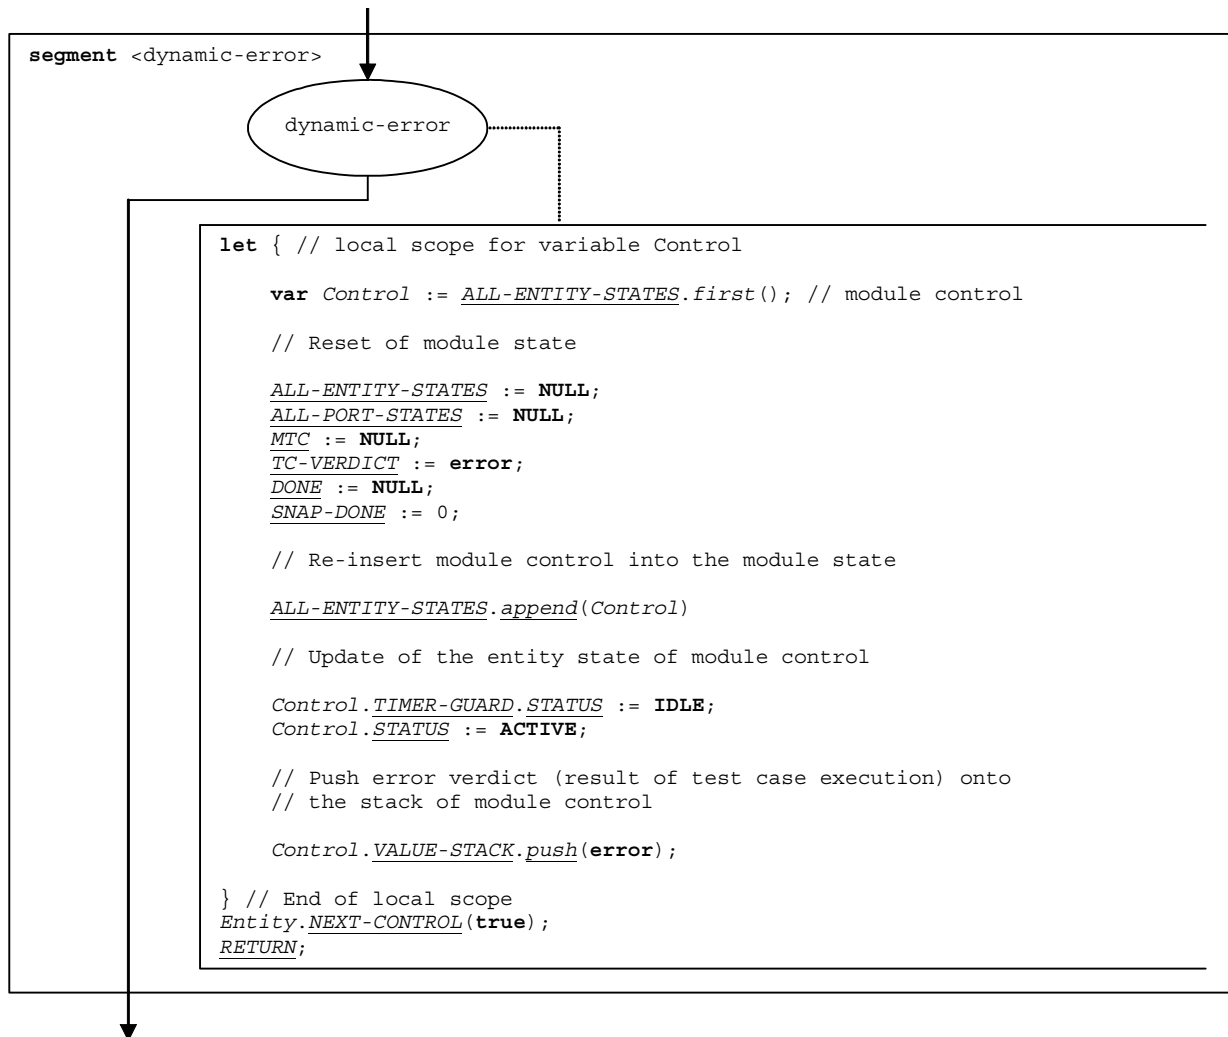 segment <dynamic-error>
dynamic-error
let { // local scope for variable Control
var Control := ALL-ENTITY-STATES.first(); // module control
// Reset of module state
ALL-ENTITY-STATES := NULL;
ALL-PORT-STATES := NULL;
MTC := NULL;
TC-VERDICT := error;
DONE := NULL;
SNAP-DONE := 0;
// Re-insert module control into the module state
ALL-ENTITY-STATES.append(Control)
// Update of the entity state of module control
Control.TIMER-GUARD.STATUS := IDLE;
Control.STATUS := ACTIVE;
// Push error verdict (result of test case execution) onto
// the stack of module control
Control.VALUE-STACK.push(error);
} // End of local scope
Entity.NEXT-CONTROL(true);
RETURN;